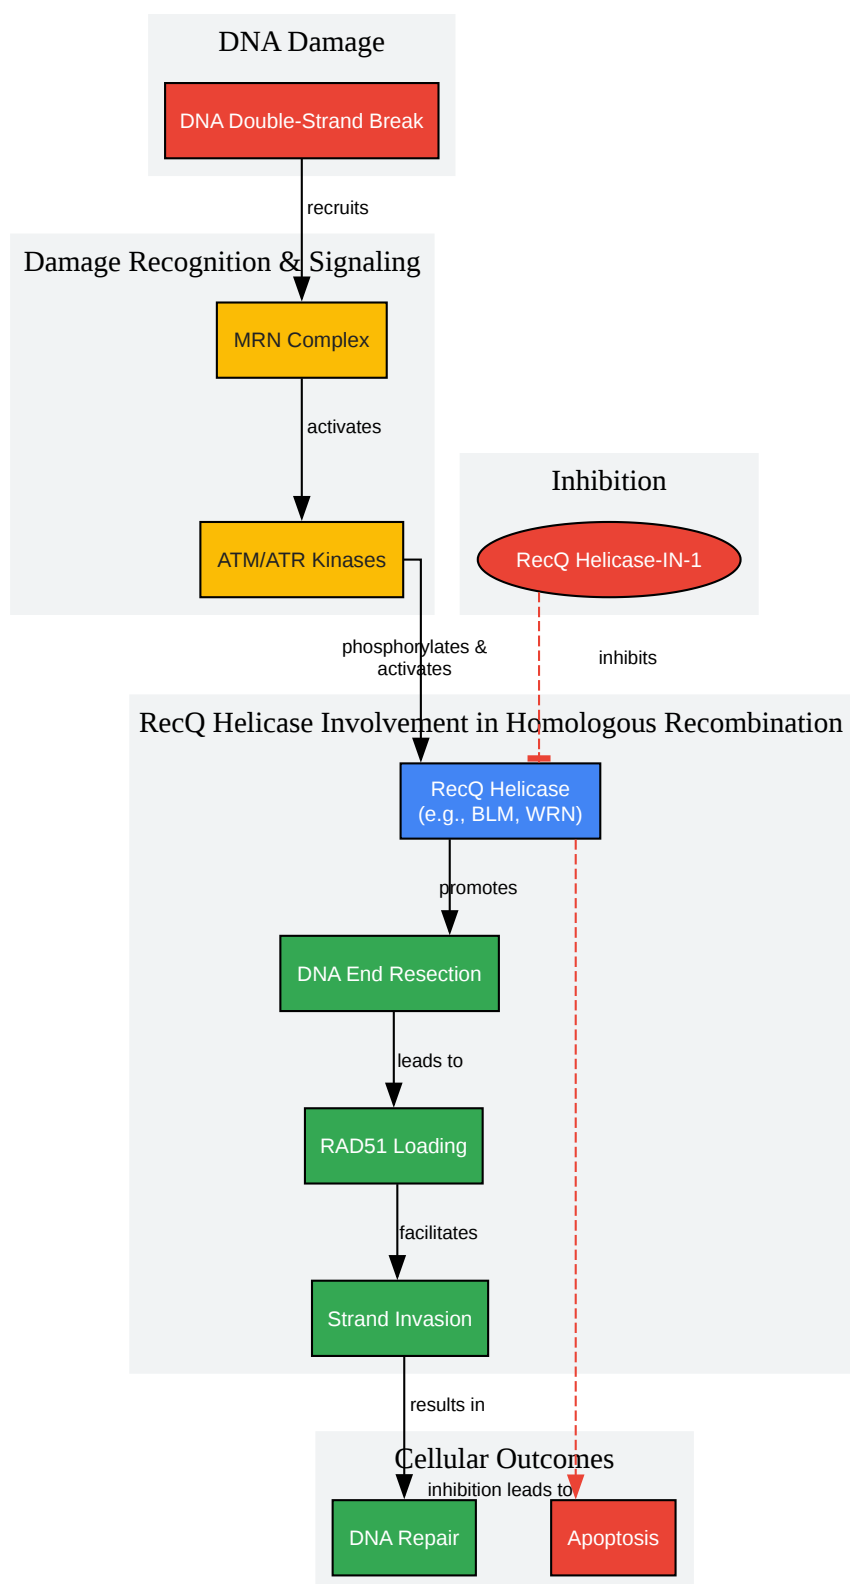 DNA Damage
DNA Double-Strand Break
recruits
Damage Recognition & Signaling
MRN Complex
activates
Inhibition
ATM/ATR Kinases
RecQ Helicase-IN-1
phosphorylates &
activates
inhibits
RecQ Helicase Involvement in Homologous Recombination
RecQ Helicase
(e.g., BLM, WRN)
promotes
DNA End Resection
leads to
RAD51 Loading
facilitates
Strand Invasion
results in
Cellular Outcomes
inhibition leads to
DNA Repair
Apoptosis